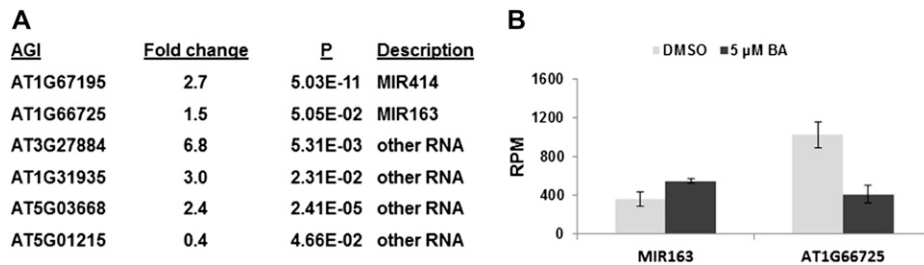 A
AGI Fold change P Description
AT1G67195 2.7 5.03E-11 MIR414
AT1G66725 1.5 5.05E-02 MIR163
AT3G27884 6.8 5.31E-03 other RNA
AT1G31935 3.0 2.31E-02 other RNA
AT5G03668 2.4 2.41E-05 other RNA
AT5G01215 0.4 4.66E-02 other RNA
B
DMSO 5 µM BA
1600
1200
800
400
0
RPM
MIR163 AT1G66725